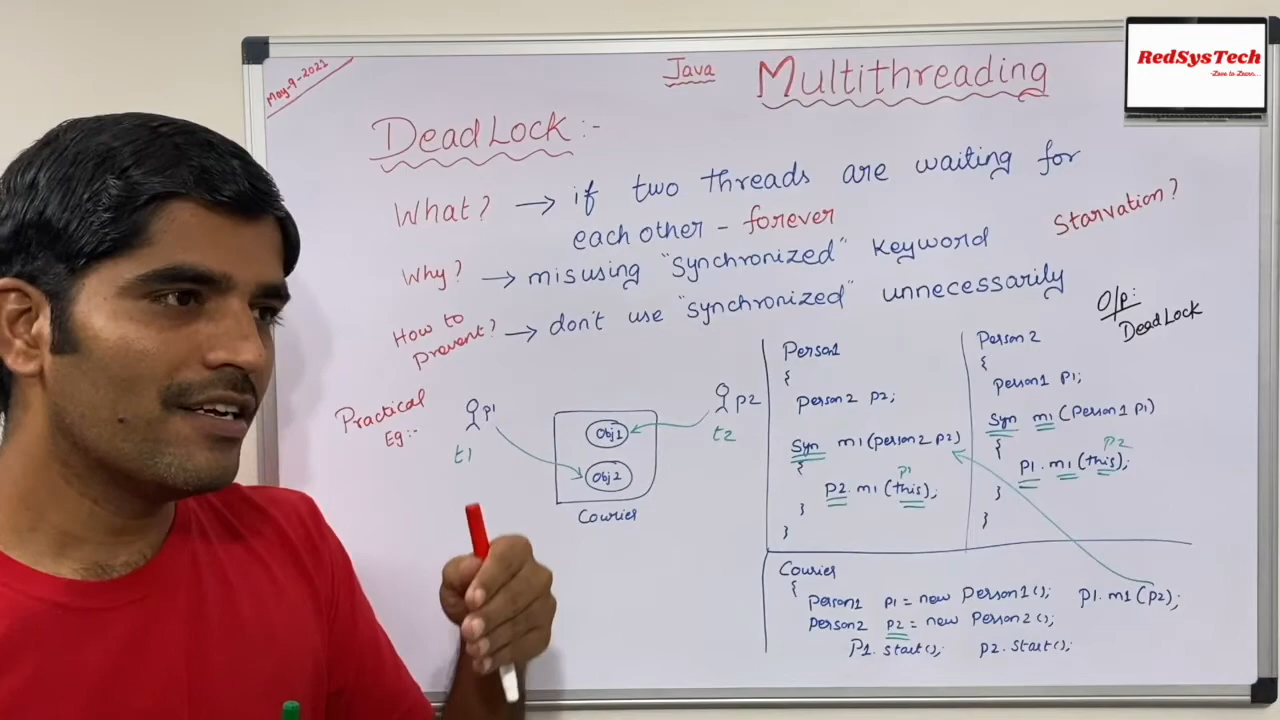 May-9-2021
Java
Multithreading
RedSysTech
DeadLock:-
What? → if two threads are waiting for
each other - forever
Starvation?
Why? → misusing "synchronized" keyword
How to
prevent? → don't use "synchronized" unnecessarily
O/p:
DeadLock
Practical
Eg:-
p1
t1
p2
t2
Obj1
Obj2
Courier
Person1
{
Person2 p2;
Syn m1(person2 p2)
{
p1
p2.m1(this);
}
}
Person2
{
person1 p1;
Syn m1(Person1 p1)
{
p2
p1.m1(this);
}
}
Courier
{
Person1 p1 = new Person1();
p1.m1(p2);
Person2 p2 = new Person2();
P1.start(); p2.start();